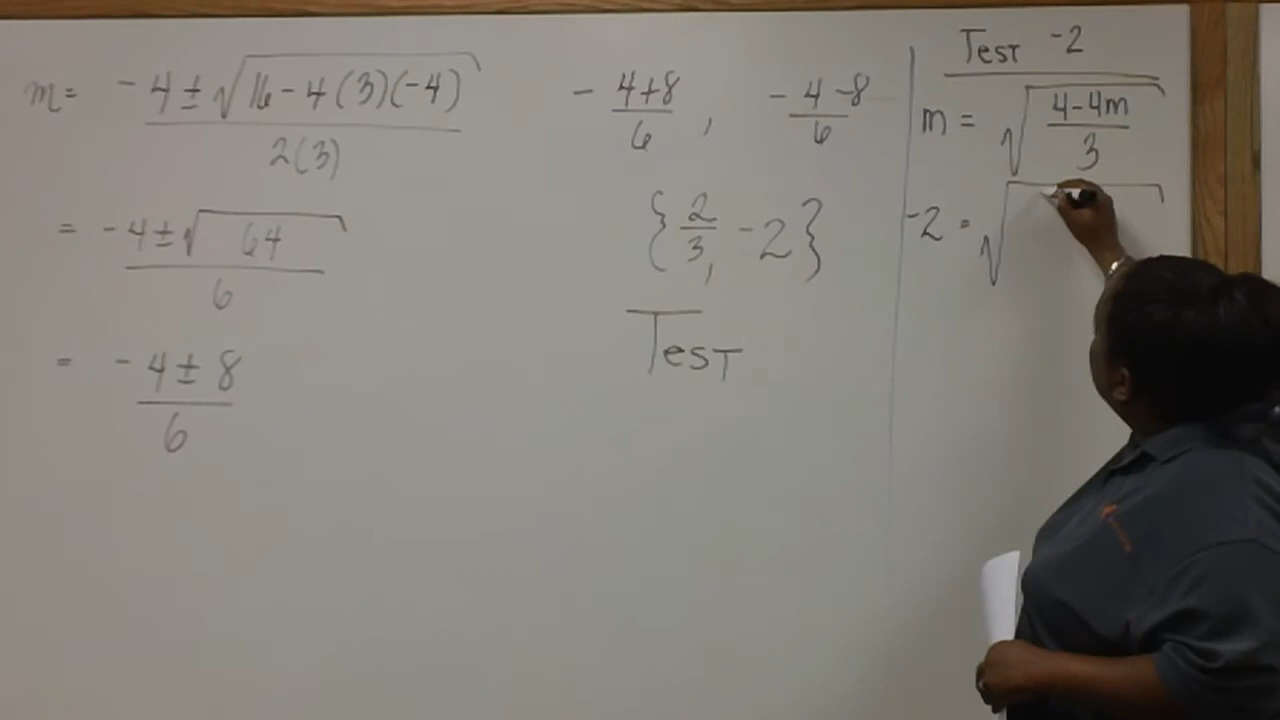 m = -4 ± √16 - 4(3)(-4)
2(3)
= -4 ± √64
6
= -4 ± 8
6
-4+8 , -4-8
6 6
{2/3, -2}
Test
Test -2
m = √4-4m
3
-2 = √